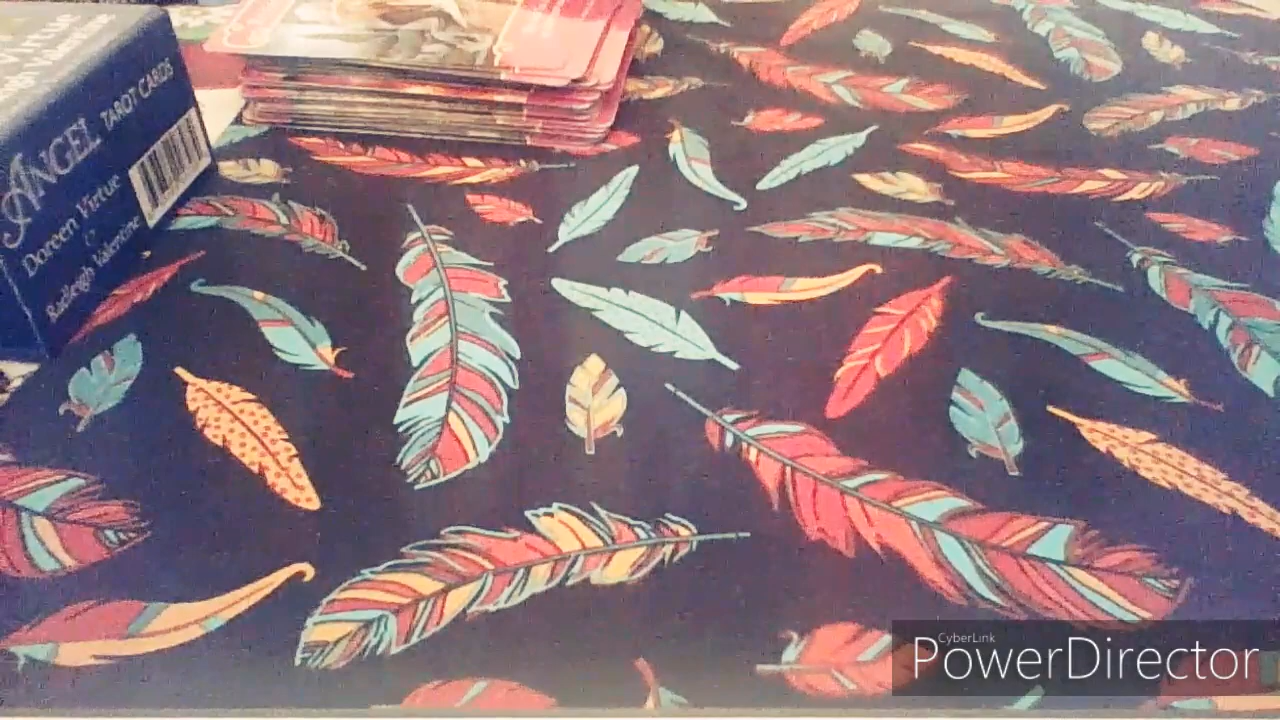 ANGEL TAROT CARDS
Doreen Virtue
&
Radleigh Valentine
CyberLink
PowerDirector